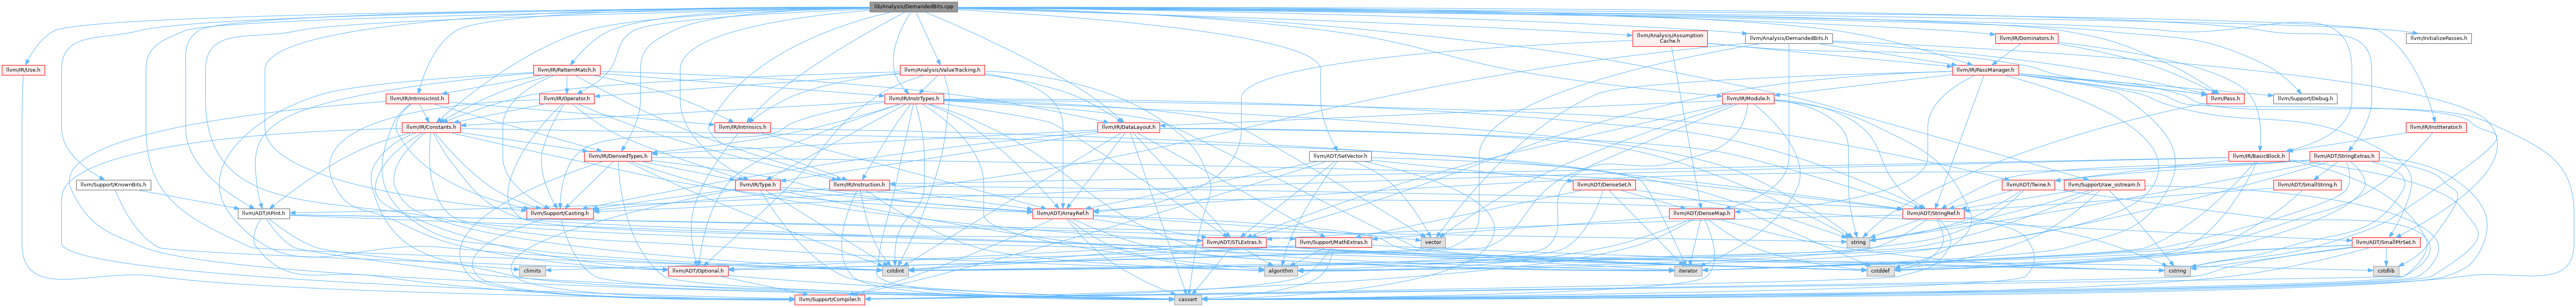 lib/Analysis/DemandedBits.cpp
llvm/Analysis/Assumption
Cache.h
llvm/Analysis/DemandedBits.h
llvm/IR/Dominators.h
llvm/InitializePasses.h
llvm/IR/Use.h
llvm/IR/PatternMatch.h
llvm/Analysis/ValueTracking.h
llvm/IR/PassManager.h
llvm/IR/IntrinsicInst.h
llvm/IR/Operator.h
llvm/IR/InstrTypes.h
llvm/IR/Module.h
llvm/Pass.h
llvm/Support/Debug.h
llvm/IR/Constants.h
llvm/IR/Intrinsics.h
llvm/IR/DataLayout.h
llvm/IR/InstIterator.h
llvm/IR/DerivedTypes.h
llvm/ADT/SetVector.h
llvm/IR/BasicBlock.h
llvm/ADT/StringExtras.h
llvm/Support/KnownBits.h
llvm/IR/Type.h
llvm/IR/Instruction.h
llvm/ADT/DenseSet.h
llvm/ADT/Twine.h
llvm/Support/raw_ostream.h
llvm/ADT/SmallString.h
llvm/ADT/APInt.h
llvm/Support/Casting.h
llvm/ADT/ArrayRef.h
llvm/ADT/DenseMap.h
llvm/ADT/StringRef.h
llvm/ADT/STLExtras.h
llvm/Support/MathExtras.h
vector
string
llvm/ADT/SmallPtrSet.h
climits
llvm/ADT/Optional.h
cstdint
algorithm
iterator
cstddef
cstring
cstdlib
llvm/Support/Compiler.h
cassert